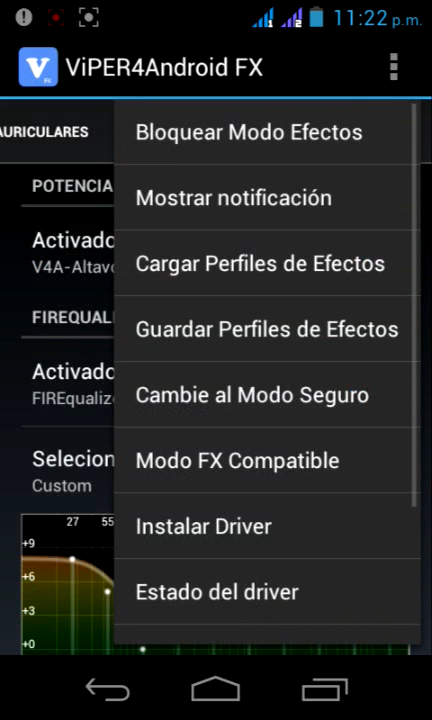 11:22 p.m.
ViPER4Android FX
AURICULARES
Bloquear Modo Efectos
Mostrar notificación
Cargar Perfiles de Efectos
Guardar Perfiles de Efectos
Cambie al Modo Seguro
Modo FX Compatible
Instalar Driver
Estado del driver
POTENCIA
Activado
V4A-Altavo
FIREQUAL
Activado
FIREqualize
Selecion
Custom
27 55
+9
+6
+3
+0